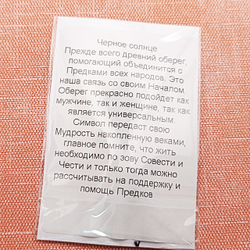 Черное солнце
Прежде всего древний оберег,
помогающий объединится с
Предками всех народов. Это
наша связь со своим Началом.
Оберег прекрасно подойдет как
мужчине, так и женщине, так как
является универсальным.
Символ передаст свою
Мудрость накопленную веками,
главное помните, что жить
необходимо по зову Совести и
Чести и только тогда можно
рассчитывать на поддержку и
помощь Предков